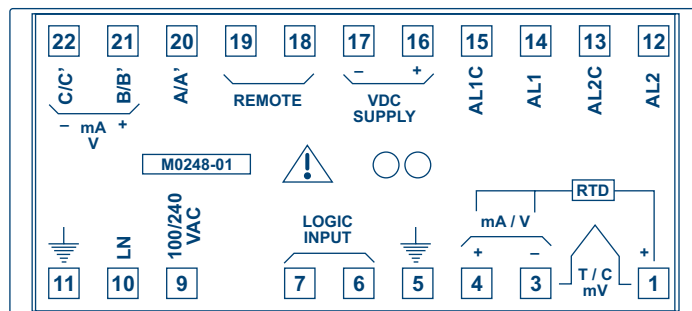 22 21 20 19 18 17 16 15 14 13 12
C/C’ B/B’ A/A’ REMOTE – + AL1C AL1 AL2C AL2
VDC
SUPPLY
– mA +
V
M0248-01
RTD
mA / V
LN 100/240
VAC
LOGIC
INPUT
+ – +
T / C
mV
11 10 9 7 6 5 4 3 1